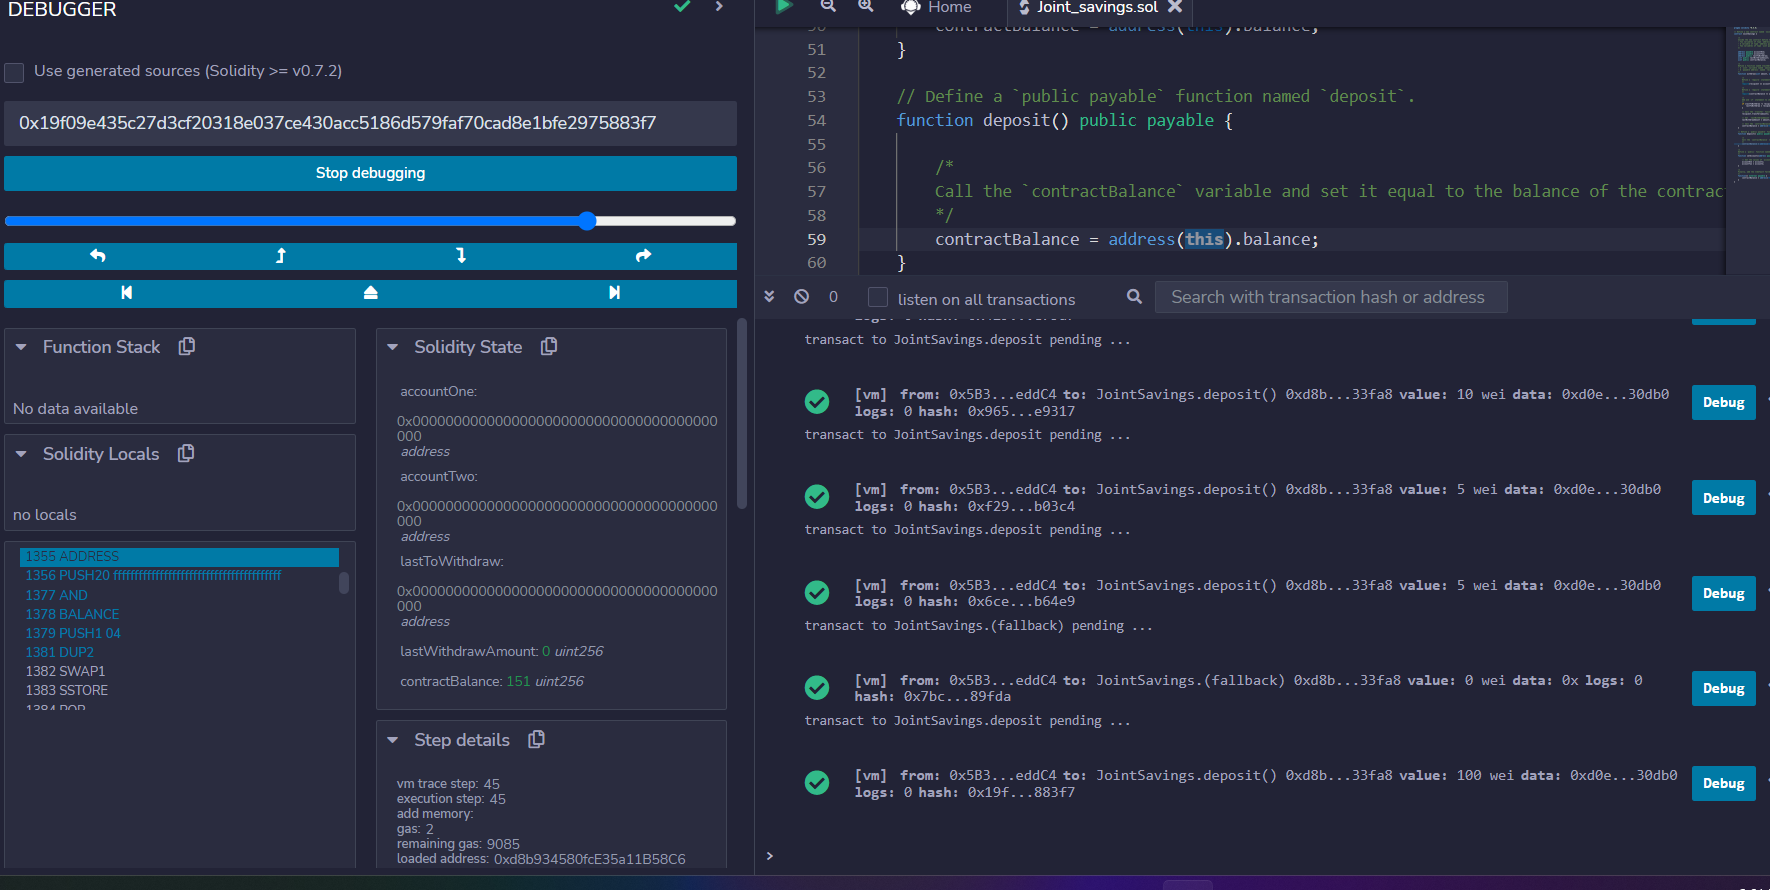 DEBUGGER
Use generated sources (Solidity >= v0.7.2)
0x19f09e435c27d3cf20318e037ce430acc5186d579faf70cad8e1bfe2975883f7
Stop debugging
Function Stack
No data available
Solidity Locals
no locals
1355 ADDRESS
1356 PUSH20 ffffffffffffffffffffffffffffffffffffffff
1377 AND
1378 BALANCE
1379 PUSH1 04
1381 DUP2
1382 SWAP1
1383 SSTORE
1384 POP
Solidity State
accountOne:
0x0000000000000000000000000000000000000
000
address
accountTwo:
0x0000000000000000000000000000000000000
000
address
lastToWithdraw:
0x0000000000000000000000000000000000000
000
address
lastWithdrawAmount: 0 uint256
contractBalance: 151 uint256
Step details
vm trace step: 45
execution step: 45
add memory:
gas: 2
remaining gas: 9085
loaded address: 0xd8b934580fcE35a11B58C6
Home
Joint_savings.sol
50 contractBalance = address(this).balance;
51 }
52
53 // Define a `public payable` function named `deposit`.
54 function deposit() public payable {
55
56 /*
57 Call the `contractBalance` variable and set it equal to the balance of the contrac
58 */
59 contractBalance = address(this).balance;
60 }
0
listen on all transactions
Search with transaction hash or address
transact to JointSavings.deposit pending ...
[vm] from: 0x5B3...eddC4 to: JointSavings.deposit() 0xd8b...33fa8 value: 10 wei data: 0xd0e...30db0
logs: 0 hash: 0x965...e9317
Debug
transact to JointSavings.deposit pending ...
[vm] from: 0x5B3...eddC4 to: JointSavings.deposit() 0xd8b...33fa8 value: 5 wei data: 0xd0e...30db0
logs: 0 hash: 0xf29...b03c4
Debug
transact to JointSavings.deposit pending ...
[vm] from: 0x5B3...eddC4 to: JointSavings.deposit() 0xd8b...33fa8 value: 5 wei data: 0xd0e...30db0
logs: 0 hash: 0x6ce...b64e9
Debug
transact to JointSavings.(fallback) pending ...
[vm] from: 0x5B3...eddC4 to: JointSavings.(fallback) 0xd8b...33fa8 value: 0 wei data: 0x logs: 0
hash: 0x7bc...89fda
Debug
transact to JointSavings.deposit pending ...
[vm] from: 0x5B3...eddC4 to: JointSavings.deposit() 0xd8b...33fa8 value: 100 wei data: 0xd0e...30db0
logs: 0 hash: 0x19f...883f7
Debug
>